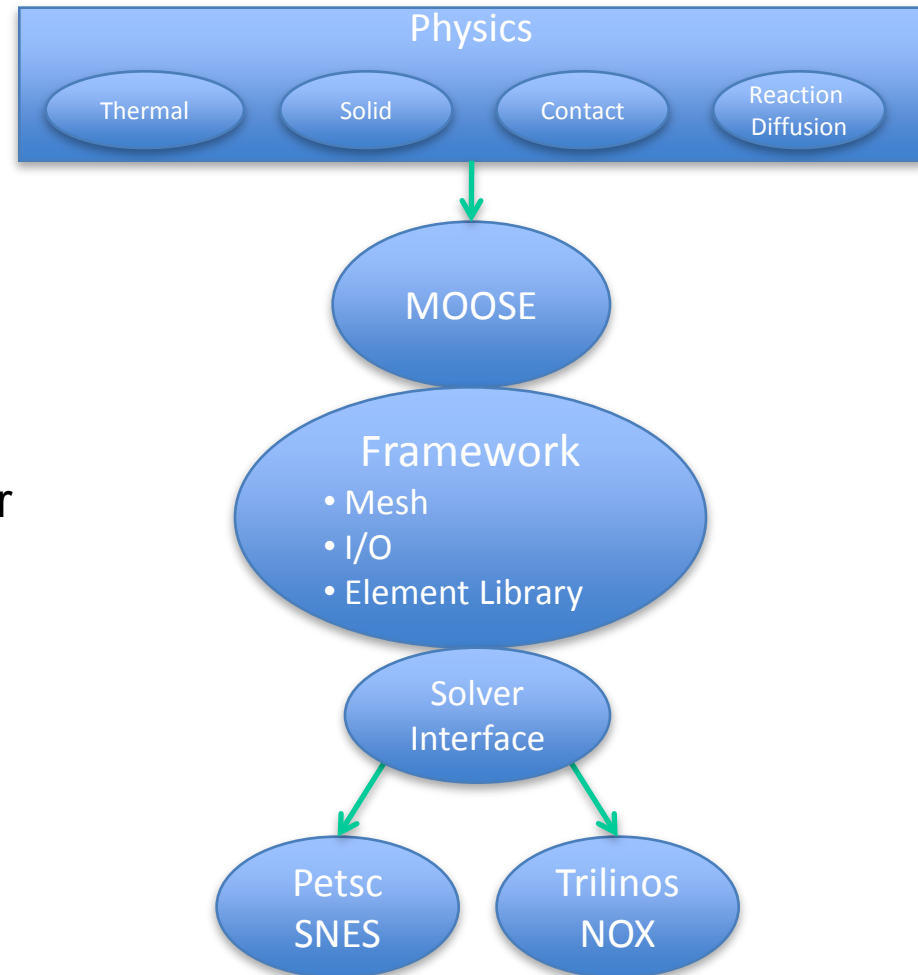 Physics
Thermal
Solid
Contact
Reaction
Diffusion
MOOSE
Framework
• Mesh
• I/O
• Element Library
r
Solver
Interface
Petsc
SNES
Trilinos
NOX